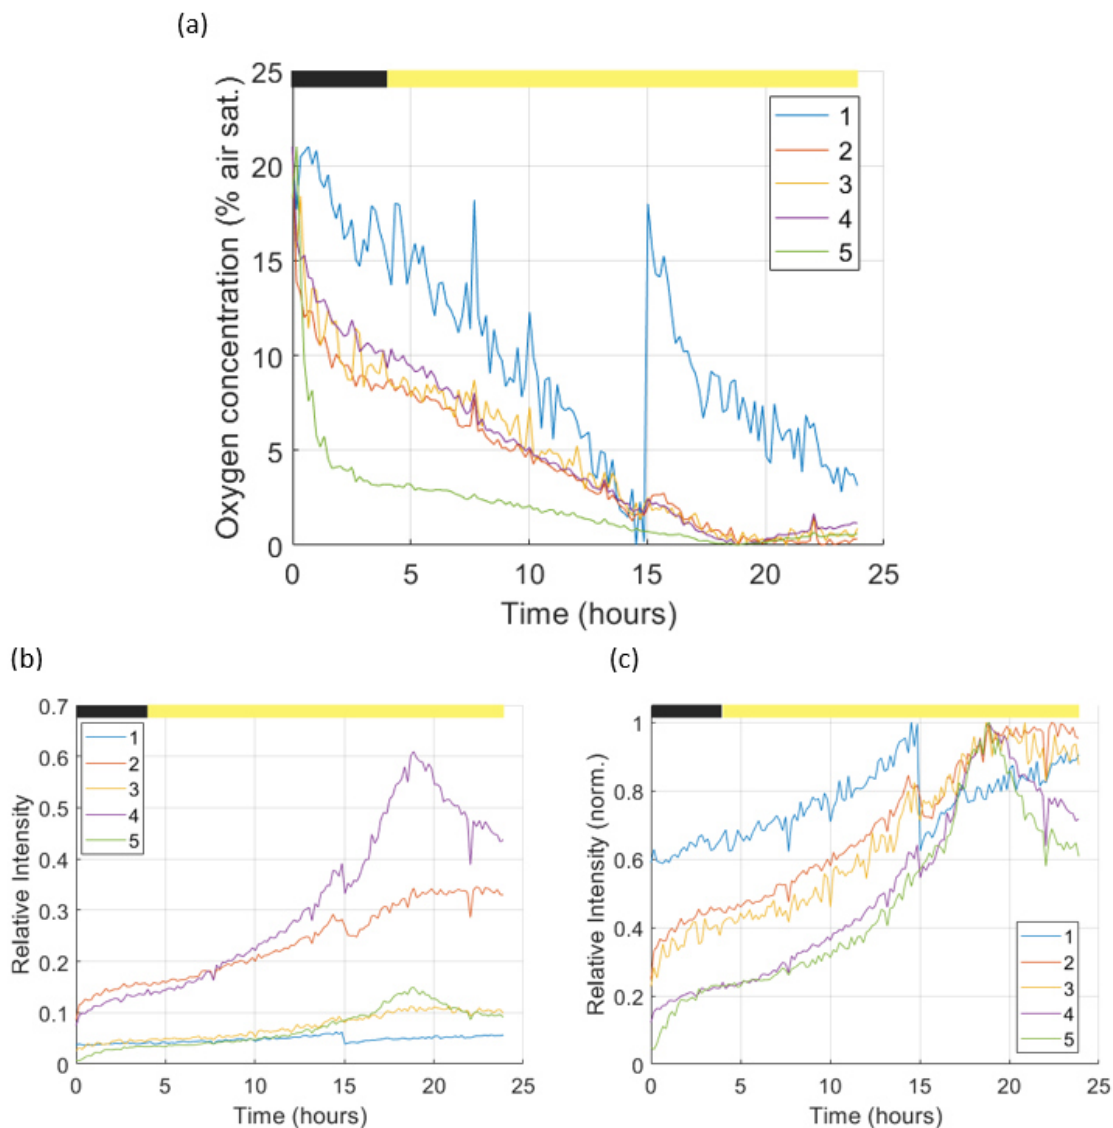 (a)
Oxygen concentration (% air sat.)
25
20
15
10
5
0
1
2
3
4
5
0 5 10 15 20 25
Time (hours)
(b)
Relative Intensity
0.7
0.6
0.5
0.4
0.3
0.2
0.1
0
1
2
3
4
5
0 5 10 15 20 25
Time (hours)
(c)
Relative Intensity (norm.)
1
0.8
0.6
0.4
0.2
0
1
2
3
4
5
0 5 10 15 20 25
Time (hours)